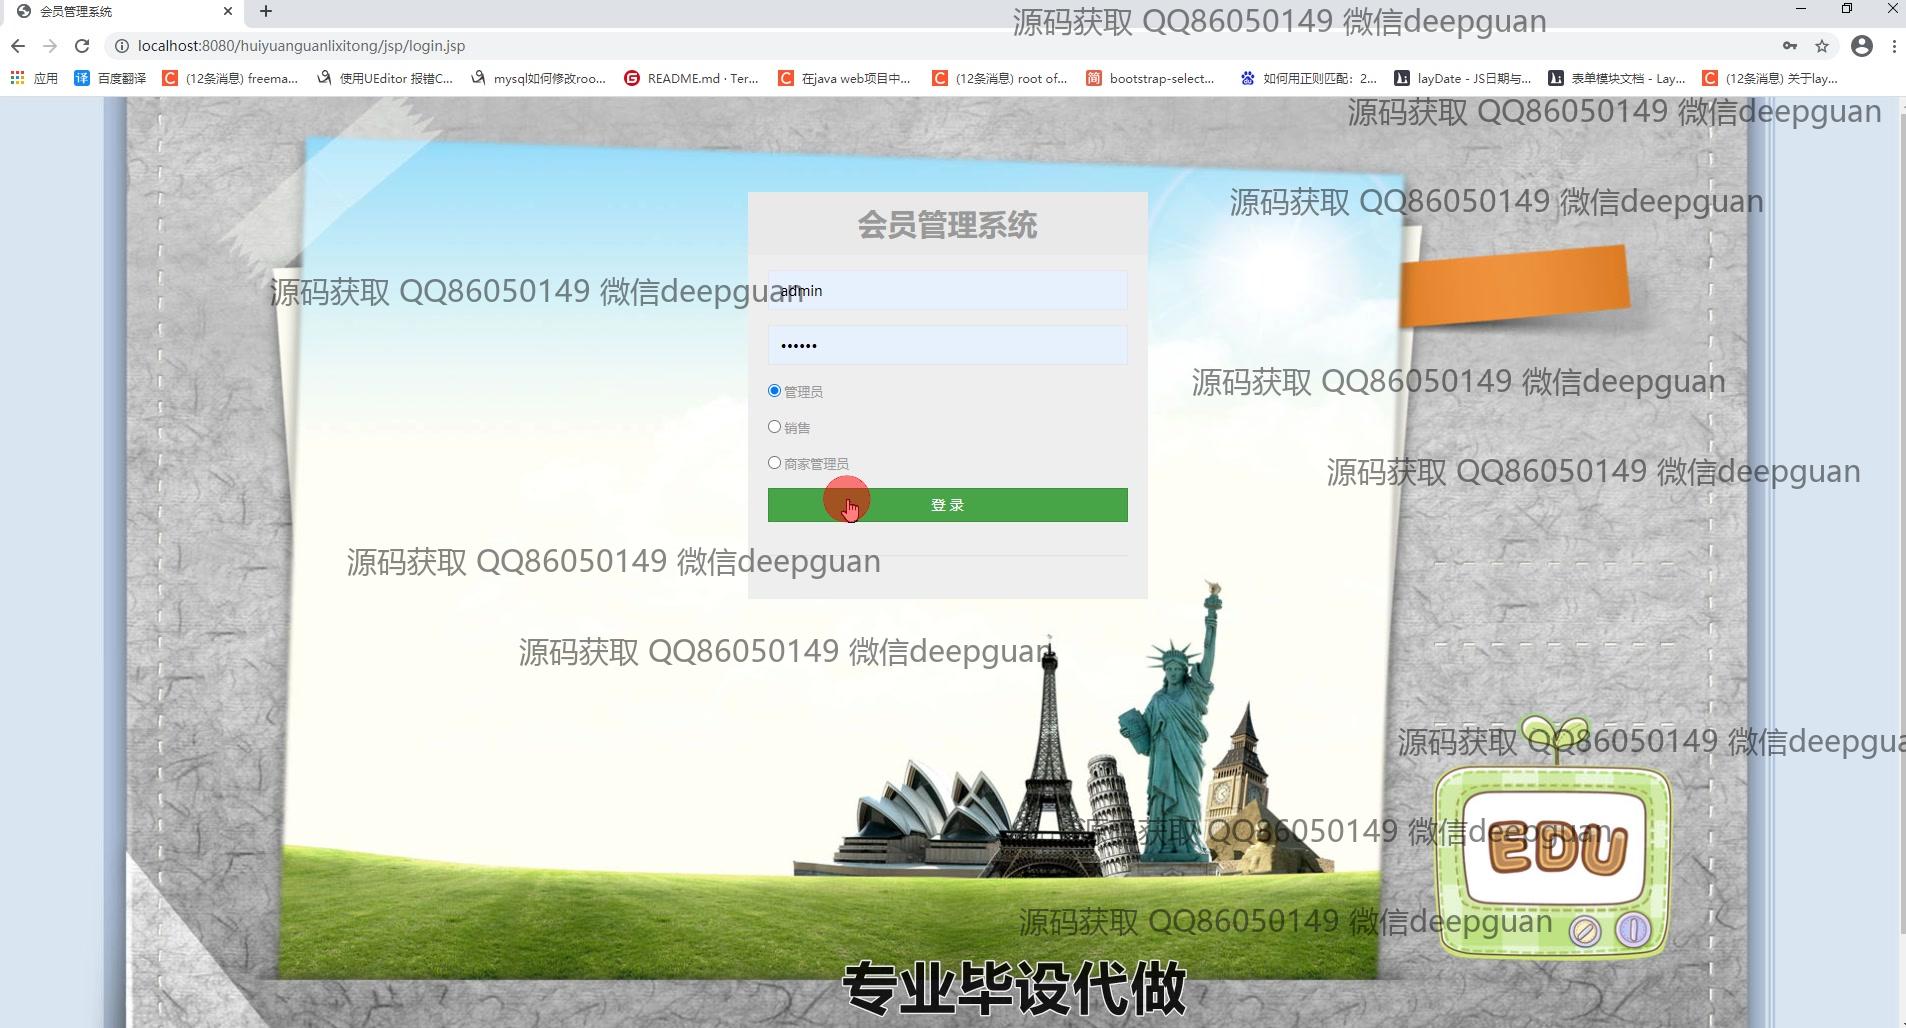 会员管理系统
源码获取 QQ86050149 微信deepguan
localhost:8080/huiyuanguanlixitong/jsp/login.jsp
应用
译 百度翻译
C (12条消息) freema...
使用UEditor 报错C...
mysql如何修改roo...
G README.md · Ter...
C 在java web项目中...
C (12条消息) root of...
简 bootstrap-select...
如何用正则匹配：2...
layDate - JS日期与...
表单模块文档 - Lay...
C (12条消息) 关于lay...
源码获取 QQ86050149 微信deepguan
源码获取 QQ86050149 微信deepguan
会员管理系统
源码获取 QQ86050149 微信deepguan
admin
••••••
源码获取 QQ86050149 微信deepguan
管理员
销售
商家管理员
源码获取 QQ86050149 微信deepguan
登 录
源码获取 QQ86050149 微信deepguan
源码获取 QQ86050149 微信deepguan
源码获取 QQ86050149 微信deepgua
源码获取 QQ86050149 微信deepguan
EDU
源码获取 QQ86050149 微信deepguan
专业毕设代做